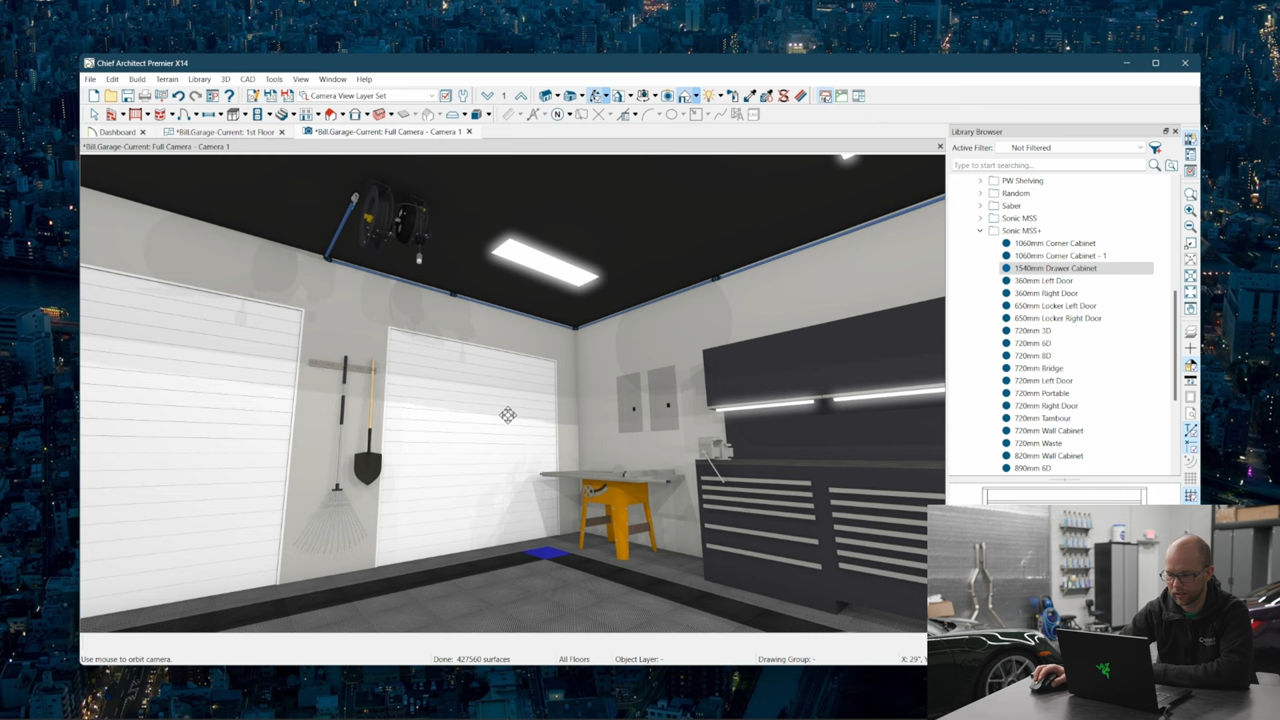 Chief Architect Premier X14
File Edit Build Terrain Library 3D CAD Tools View Window Help
1 Camera View Layer Set 1
N
Dashboard *Bill.Garage-Current: 1st Floor *Bill.Garage-Current: Full Camera - Camera 1
*Bill.Garage-Current: Full Camera - Camera 1
Library Browser
Active Filter: Not Filtered
Type to start searching...
PW Shelving
Random
Saber
Sonic MSS
Sonic MSS+
1060mm Corner Cabinet
1060mm Corner Cabinet - 1
1540mm Drawer Cabinet
360mm Left Door
360mm Right Door
650mm Locker Left Door
650mm Locker Right Door
720mm 3D
720mm 6D
720mm 8D
720mm Bridge
720mm Left Door
720mm Portable
720mm Right Door
720mm Tambour
720mm Wall Cabinet
720mm Waste
820mm Wall Cabinet
890mm 6D
Use mouse to orbit camera. Done: 427560 surfaces All Floors Object Layer: - Drawing Group: - X: 29",